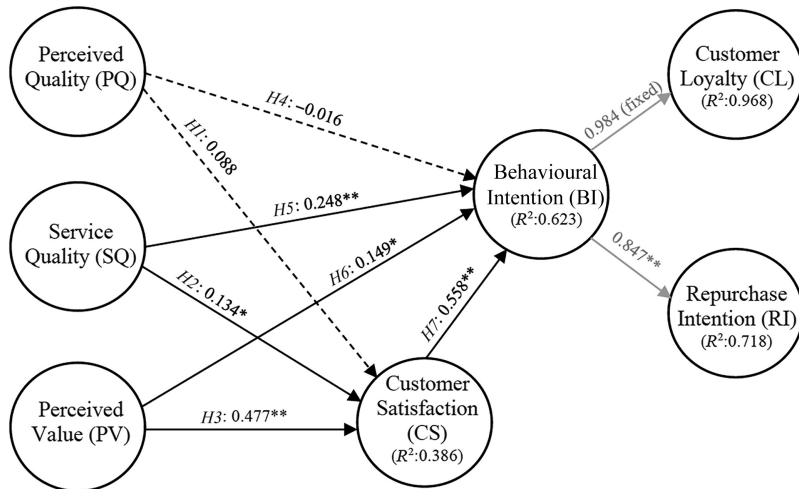 Perceived
Quality (PQ)
Customer
Loyalty (CL)
(R²:0.968)
H4: –0.016
0.984 (fixed)
H1: 0.088
Behavioural
Intention (BI)
(R²:0.623)
Service
Quality (SQ)
H5: 0.248**
H6: 0.149*
0.847**
H2: 0.134*
H7: 0.558**
Repurchase
Intention (RI)
(R²:0.718)
Perceived
Value (PV)
H3: 0.477**
Customer
Satisfaction
(CS)
(R²:0.386)